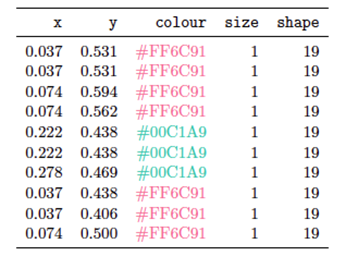 x y colour size shape
0.037 0.531 #FF6C91 1 19
0.037 0.531 #FF6C91 1 19
0.074 0.594 #FF6C91 1 19
0.074 0.562 #FF6C91 1 19
0.222 0.438 #00C1A9 1 19
0.222 0.438 #00C1A9 1 19
0.278 0.469 #00C1A9 1 19
0.037 0.438 #FF6C91 1 19
0.037 0.406 #FF6C91 1 19
0.074 0.500 #FF6C91 1 19